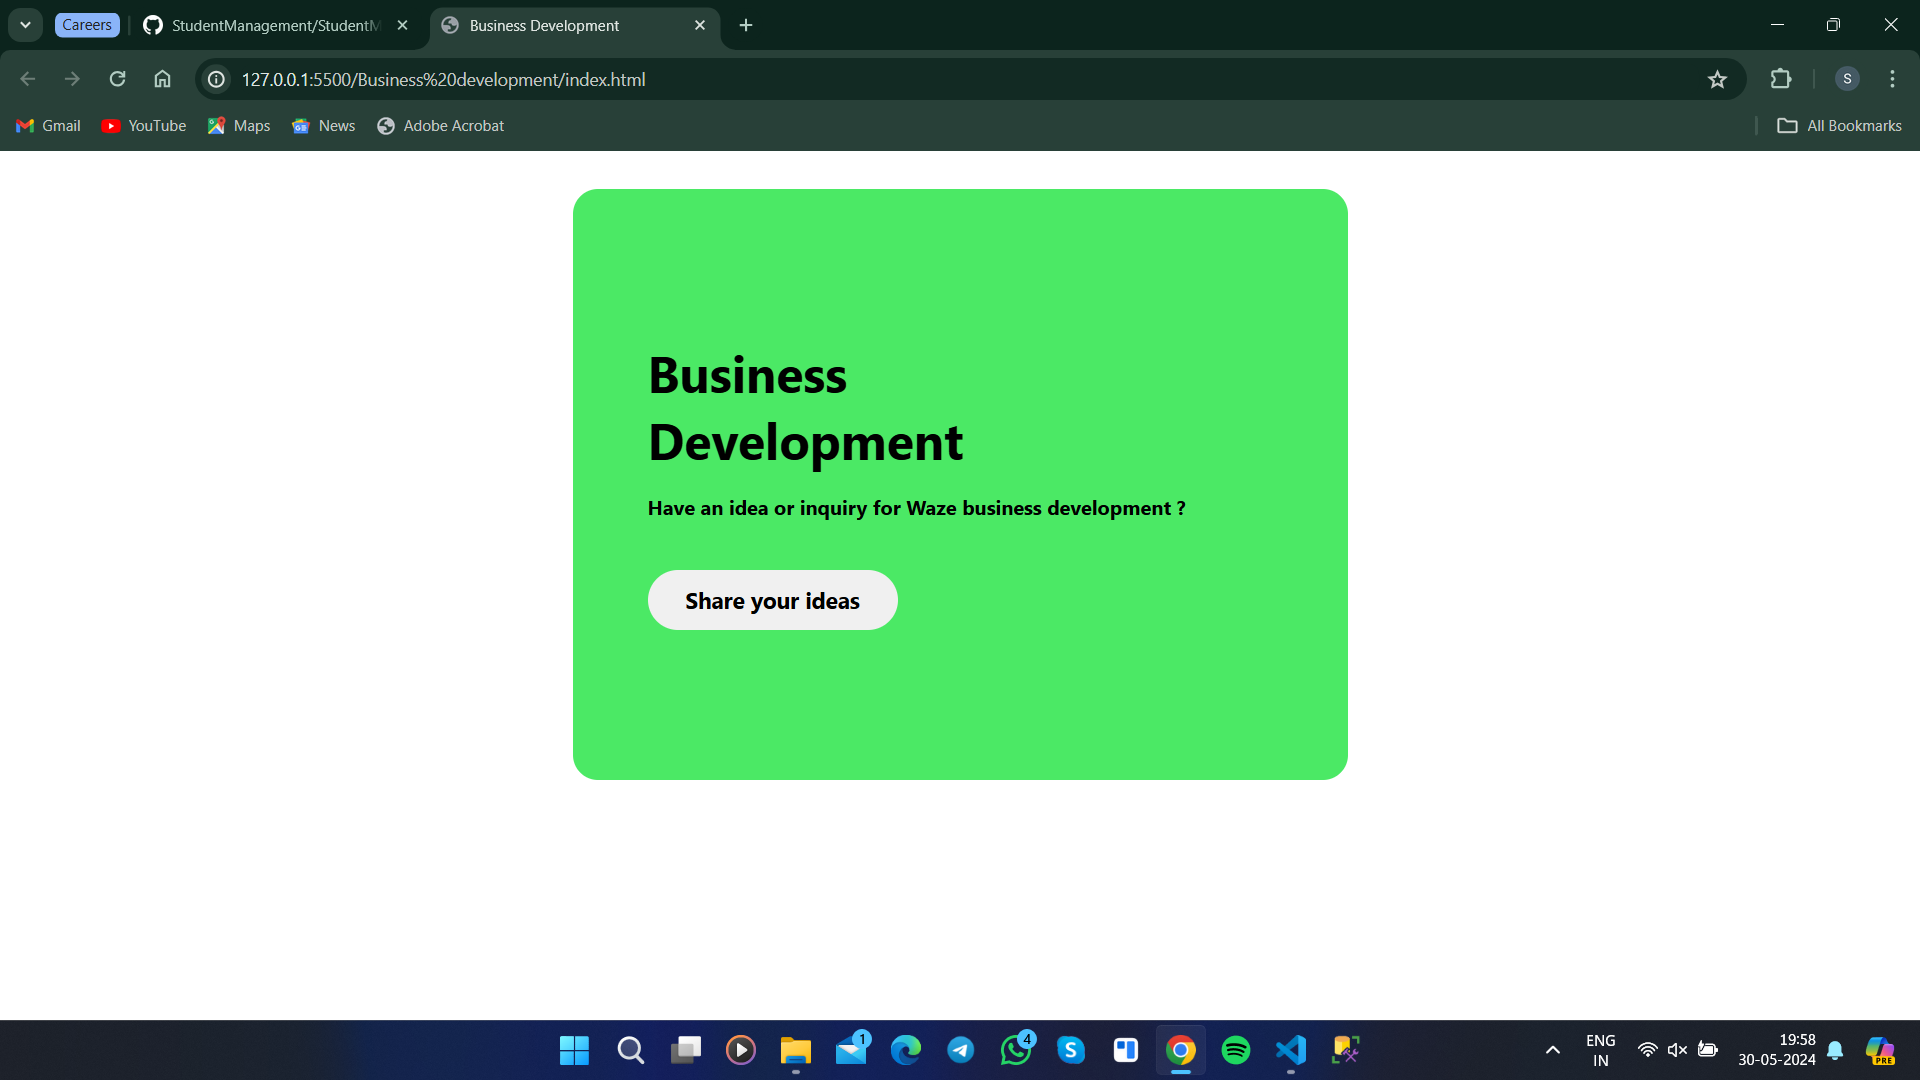 Careers
StudentManagement/StudentM
Business Development
127.0.0.1:5500/Business%20development/index.html
S
Gmail
YouTube
Maps
News
Adobe Acrobat
All Bookmarks
Business
Development
Have an idea or inquiry for Waze business development ?
Share your ideas
1
4
ENG
IN
19:58
30-05-2024
PRE